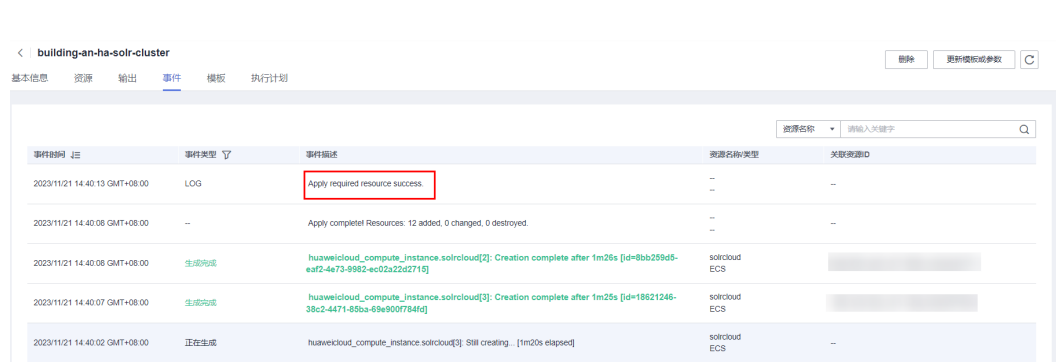 building-an-ha-solr-cluster
删除 更新模板或参数
基本信息 资源 输出 事件 模板 执行计划
资源名称 请输入关键字
事件时间 事件类型 事件描述 资源名称/类型 关联资源ID
2023/11/21 14:40:13 GMT+08:00 LOG Apply required resource success. -- --
--
2023/11/21 14:40:08 GMT+08:00 -- Apply complete! Resources: 12 added, 0 changed, 0 destroyed. --
--
2023/11/21 14:40:08 GMT+08:00 生成完成 huaweicloud_compute_instance.solrcloud[2]: Creation complete after 1m26s [id=8bb259d5-
eaf2-4e73-9982-ec02a22d2715] solrcloud
ECS
2023/11/21 14:40:07 GMT+08:00 生成完成 huaweicloud_compute_instance.solrcloud[3]: Creation complete after 1m25s [id=18621246-
38c2-4471-85ba-69e900f784fd] solrcloud
ECS
2023/11/21 14:40:02 GMT+08:00 正在生成 huaweicloud_compute_instance.solrcloud[3]: Still creating... [1m20s elapsed] solrcloud --
ECS